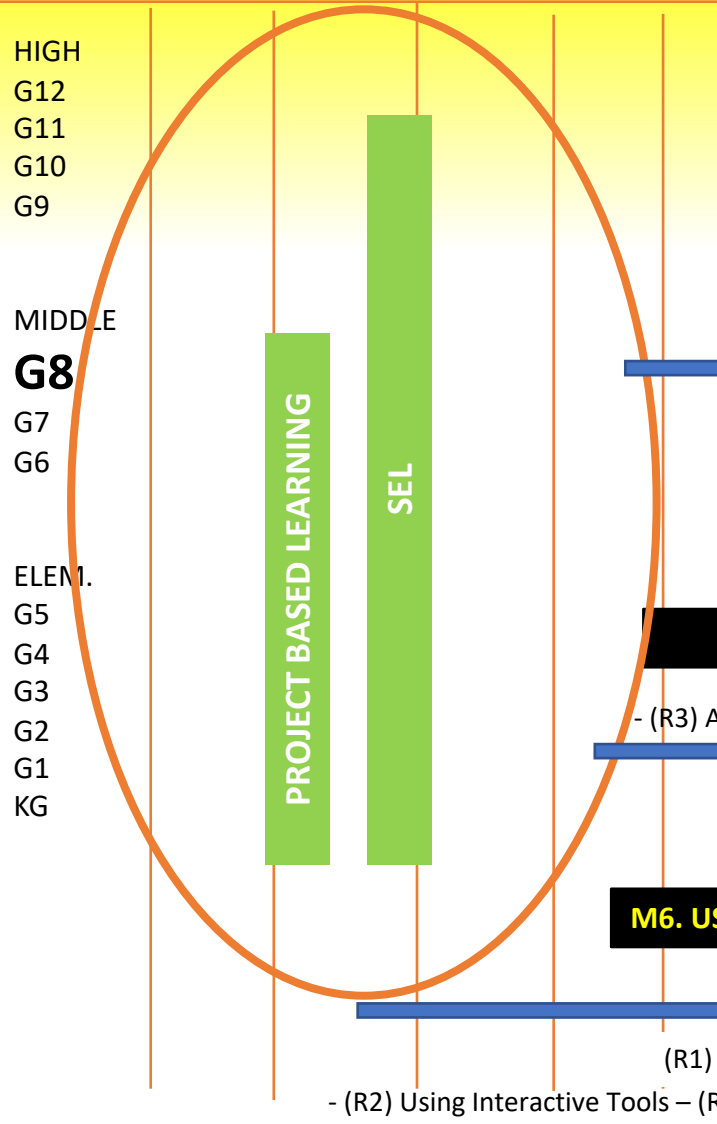 HIGH
G12
G11
G10
G9
MIDDLE
G8
G7
G6
ELEM.
G5
G4
G3
G2
G1
KG
PROJECT BASED LEARNING
SEL
- (R3) A
M6. US
(R1)
- (R2) Using Interactive Tools – (R